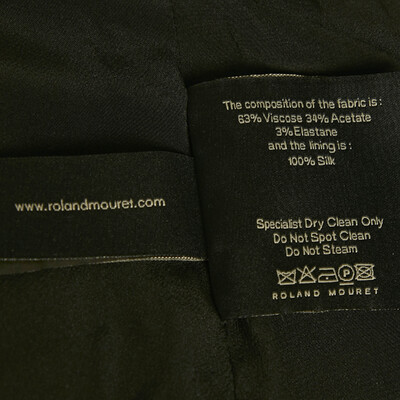 The composition of the fabric is :
63% Viscose 34% Acetate
3% Elastane
and the lining is :
100% Silk
www.rolandmouret.com
Specialist Dry Clean Only
Do Not Spot Clean
Do Not Steam
P
ROLAND MOURET